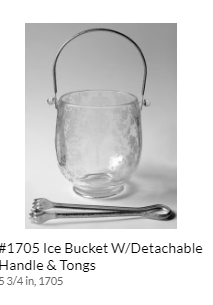 #1705 Ice Bucket W/Detachable
Handle & Tongs
5 3/4 in, 1705